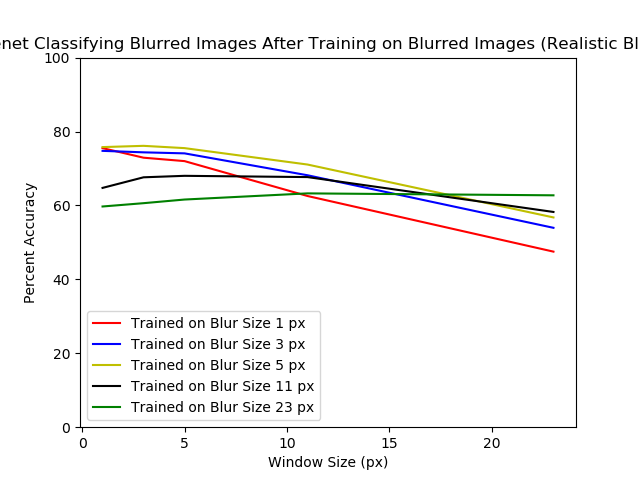 Classifying Blurred Images After Training on Blurred Images (Realistic
100
80
60
40
20
0
Percent Accuracy
Trained on Blur Size 1 px
Trained on Blur Size 3 px
Trained on Blur Size 5 px
Trained on Blur Size 11 px
Trained on Blur Size 23 px
0 5 10 15 20
Window Size (px)